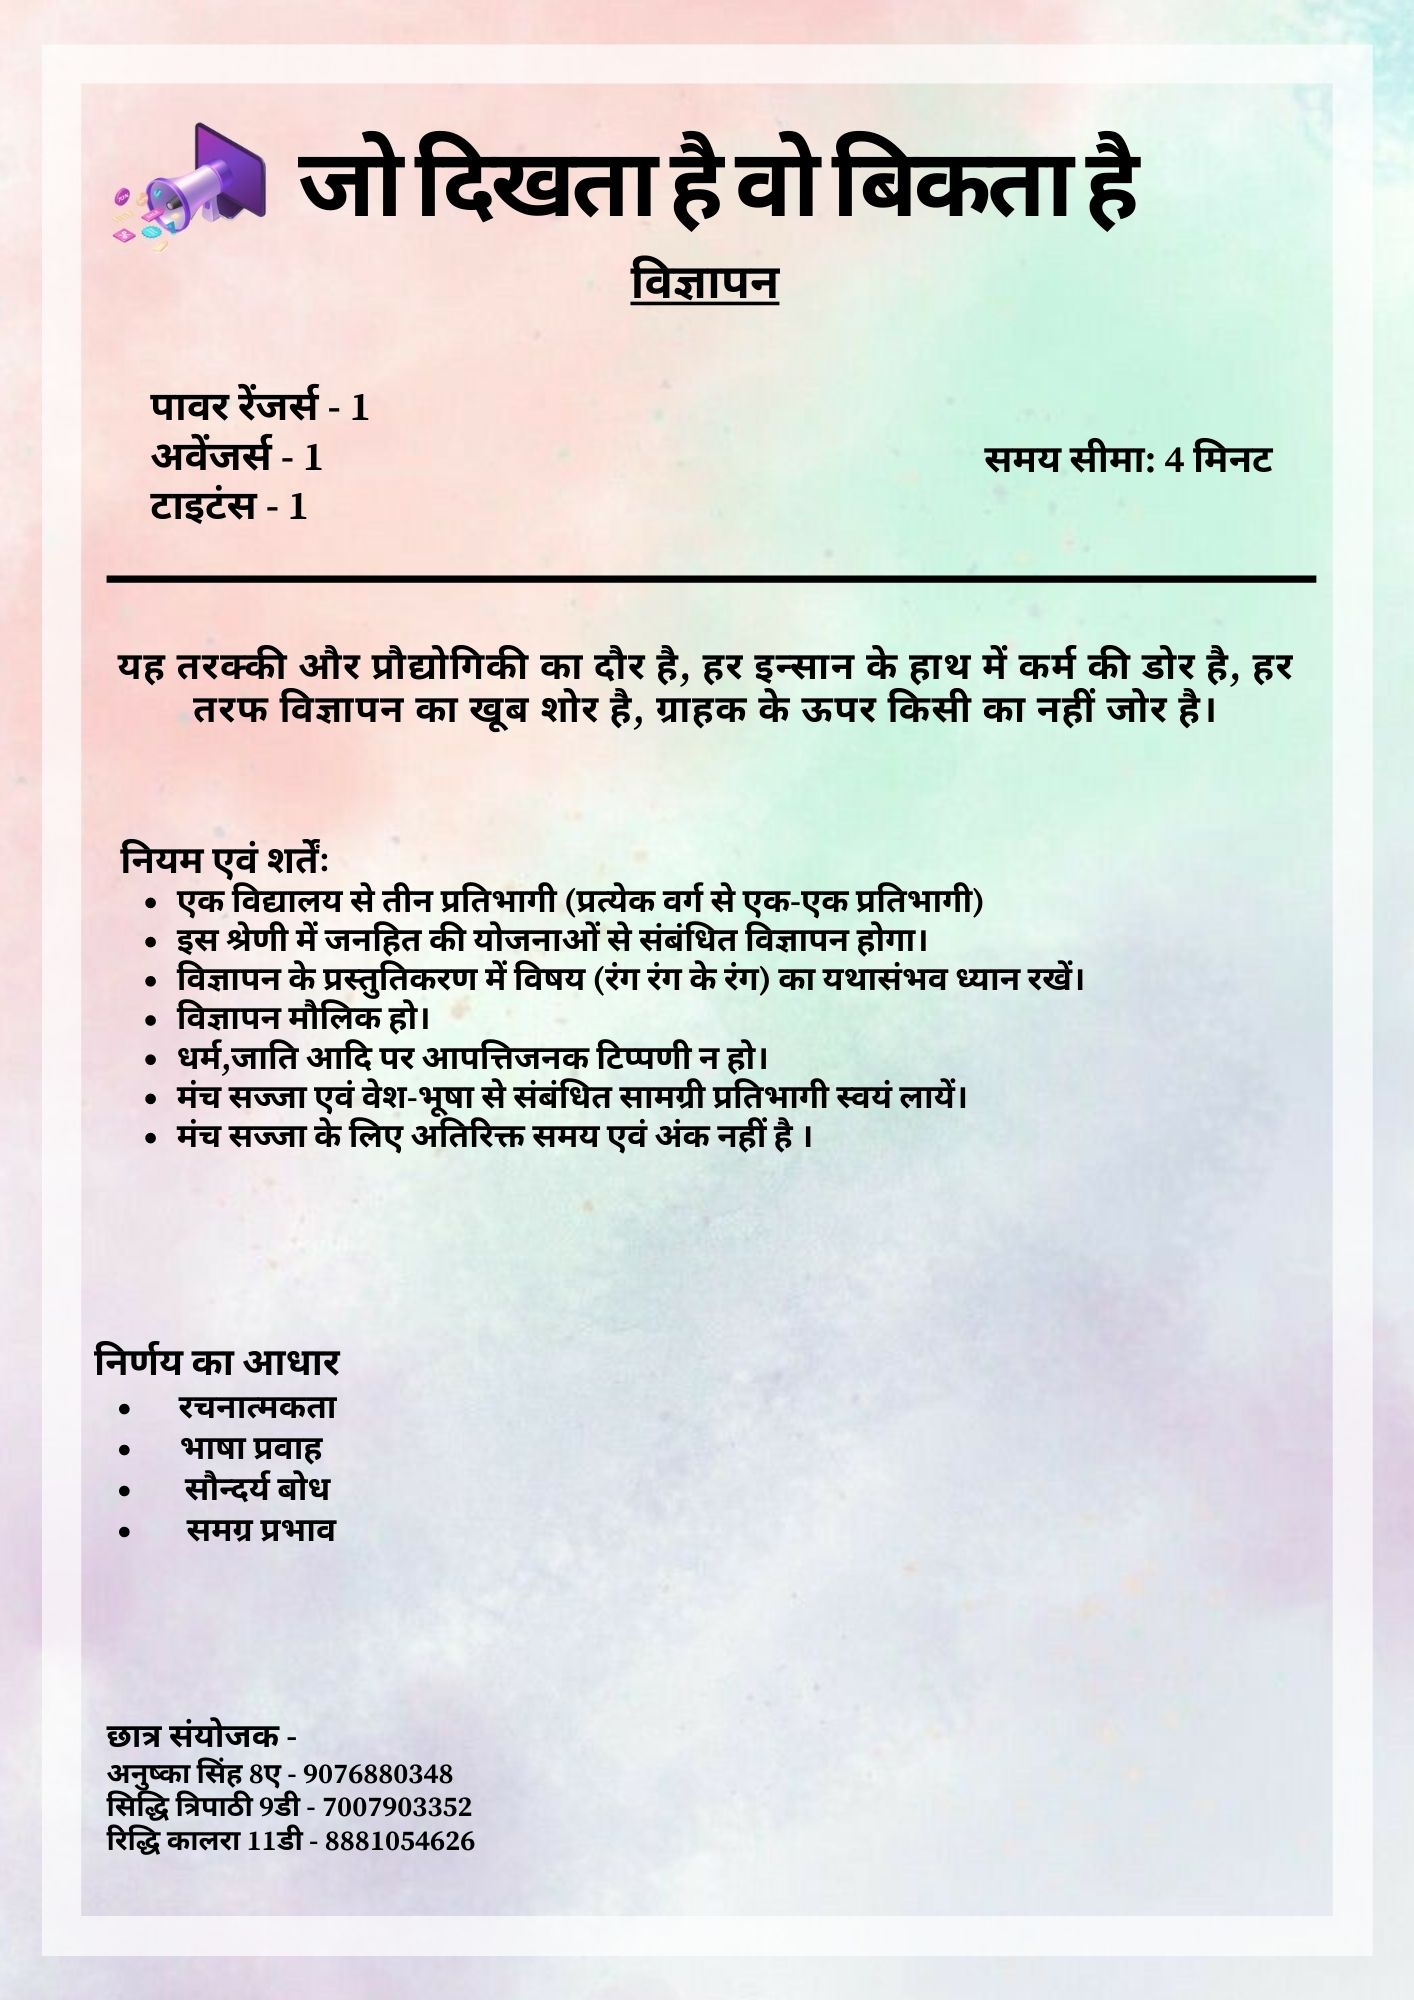 जो दिखता है वो बिकता है
विज्ञापन
पावर रेंजर्स - 1
अवेंजर्स - 1
टाइटंस - 1
समय सीमा: 4 मिनट
यह तरक्की और प्रौद्योगिकी का दौर है, हर इन्सान के हाथ में कर्म की डोर है, हर
तरफ विज्ञापन का खूब शोर है, ग्राहक के ऊपर किसी का नहीं जोर है।
नियम एवं शर्तें:
• एक विद्यालय से तीन प्रतिभागी (प्रत्येक वर्ग से एक-एक प्रतिभागी)
• इस श्रेणी में जनहित की योजनाओं से संबंधित विज्ञापन होगा।
• विज्ञापन के प्रस्तुतिकरण में विषय (रंग रंग के रंग) का यथासंभव ध्यान रखें।
• विज्ञापन मौलिक हो।
• धर्म,जाति आदि पर आपत्तिजनक टिप्पणी न हो।
• मंच सज्जा एवं वेश-भूषा से संबंधित सामग्री प्रतिभागी स्वयं लायें।
• मंच सज्जा के लिए अतिरिक्त समय एवं अंक नहीं है ।
निर्णय का आधार
• रचनात्मकता
• भाषा प्रवाह
• सौन्दर्य बोध
• समग्र प्रभाव
छात्र संयोजक -
अनुष्का सिंह 8ए - 9076880348
सिद्धि त्रिपाठी 9डी - 7007903352
रिद्धि कालरा 11डी - 8881054626